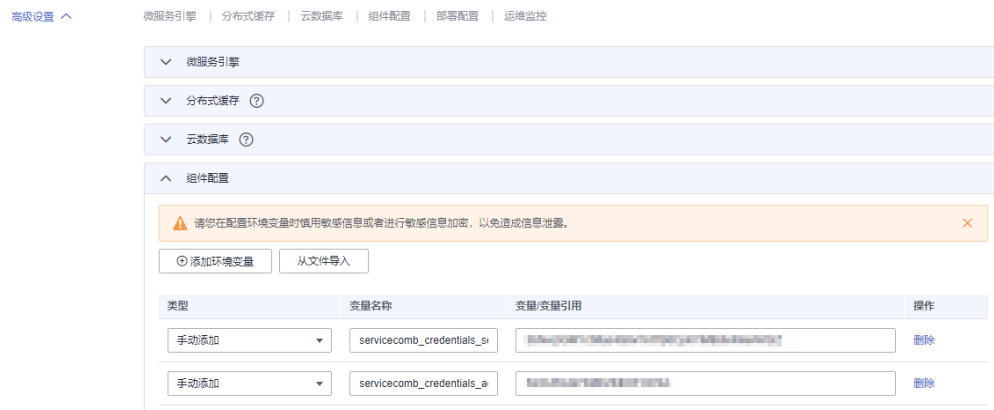 高级设置
微服务引擎 | 分布式缓存 | 云数据库 | 组件配置 | 部署配置 | 运维监控
微服务引擎
分布式缓存 ?
云数据库 ?
组件配置
请您在配置环境变量时慎用敏感信息或者进行敏感信息加密，以免造成信息泄露。
添加环境变量 从文件导入
类型 变量名称 变量/变量引用 操作
手动添加 servicecomb_credentials_s 删除
手动添加 servicecomb_credentials_a 删除